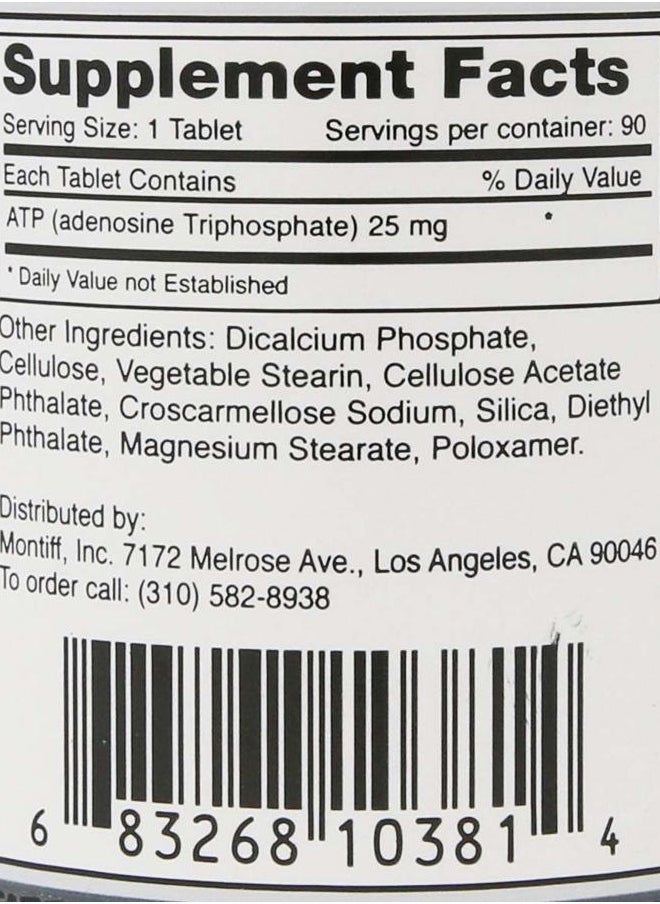 Supplement Facts
Serving Size: 1 Tablet Servings per container: 90
Each Tablet Contains % Daily Value
ATP (adenosine Triphosphate) 25 mg *
* Daily Value not Established
Other Ingredients: Dicalcium Phosphate,
Cellulose, Vegetable Stearin, Cellulose Acetate
Phthalate, Croscarmellose Sodium, Silica, Diethyl
Phthalate, Magnesium Stearate, Poloxamer.
Distributed by:
Montiff, Inc. 7172 Melrose Ave., Los Angeles, CA 90046
To order call: (310) 582-8938
6 83268 10381 4